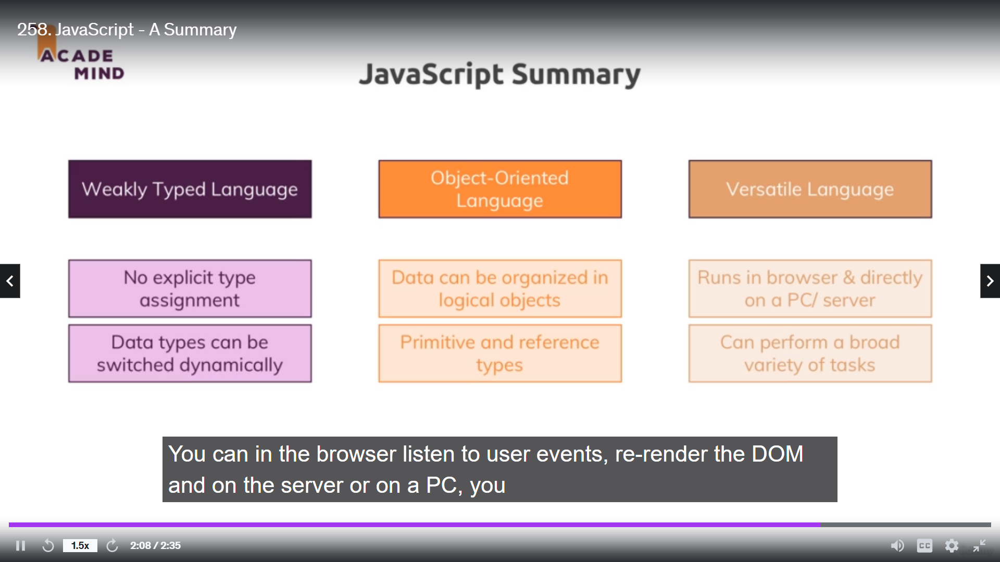 258. JavaScript - A Summary
ACADE
MIND
JavaScript Summary
Weakly Typed Language
Object-Oriented
Language
Versatile Language
No explicit type
assignment
Data can be organized in
logical objects
Runs in browser & directly
on a PC/ server
Data types can be
switched dynamically
Primitive and reference
types
Can perform a broad
variety of tasks
You can in the browser listen to user events, re-render the DOM
and on the server or on a PC, you
1.5x
2:08 / 2:35
CC